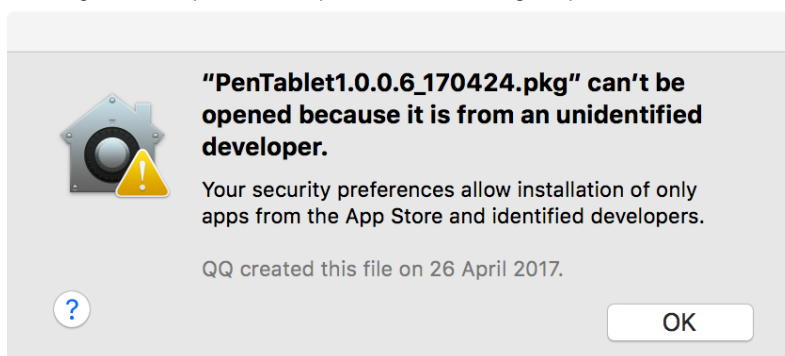 “PenTablet1.0.0.6_170424.pkg” can’t be
opened because it is from an unidentified
developer.
Your security preferences allow installation of only
apps from the App Store and identified developers.
QQ created this file on 26 April 2017.
?
OK